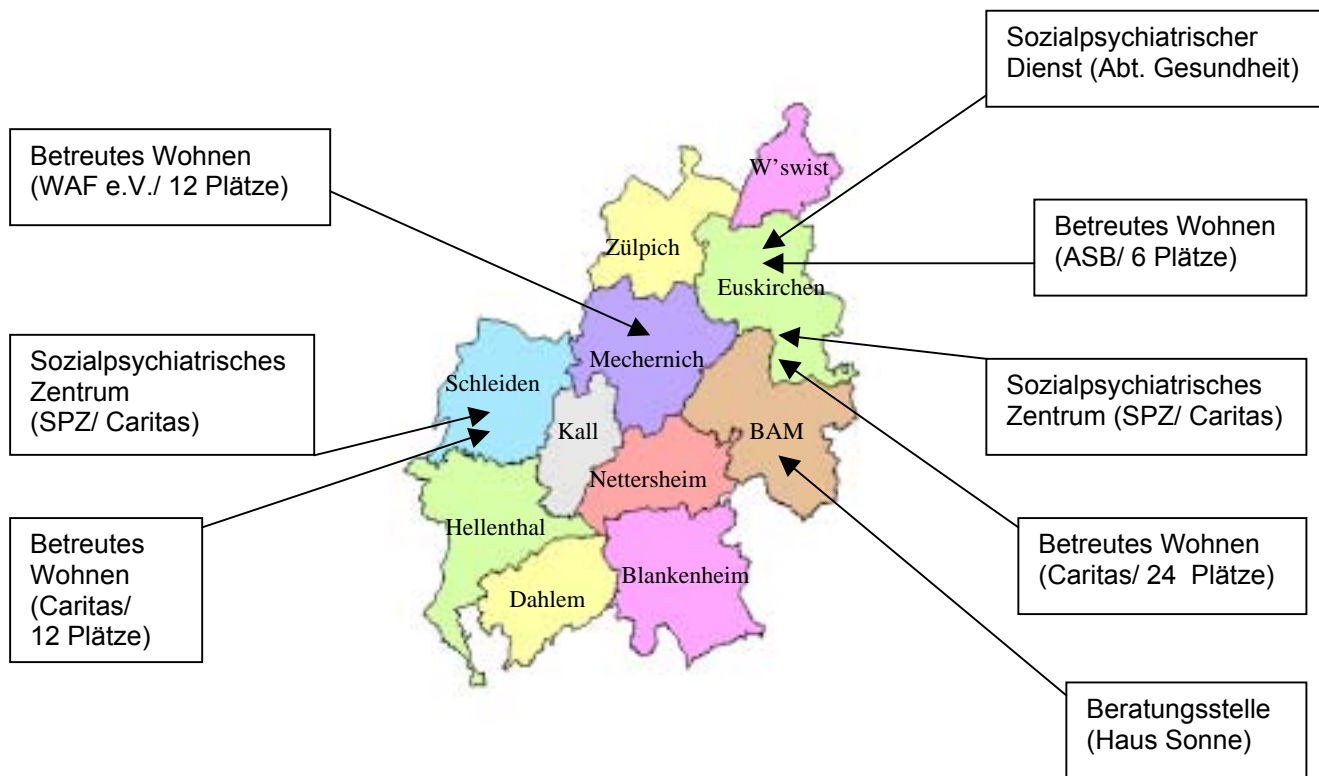 Sozialpsychiatrischer
Dienst (Abt. Gesundheit)
Betreutes Wohnen
(WAF e.V./ 12 Plätze)
W'swist
Betreutes Wohnen
(ASB/ 6 Plätze)
Zülpich
Euskirchen
Sozialpsychiatrisches
Zentrum
(SPZ/ Caritas)
Mechernich
Schleiden
Sozialpsychiatrisches
Zentrum (SPZ/ Caritas)
Kall
BAM
Nettersheim
Hellenthal
Betreutes
Wohnen
(Caritas/
12 Plätze)
Blankenheim
Dahlem
Betreutes Wohnen
(Caritas/ 24 Plätze)
Beratungsstelle
(Haus Sonne)